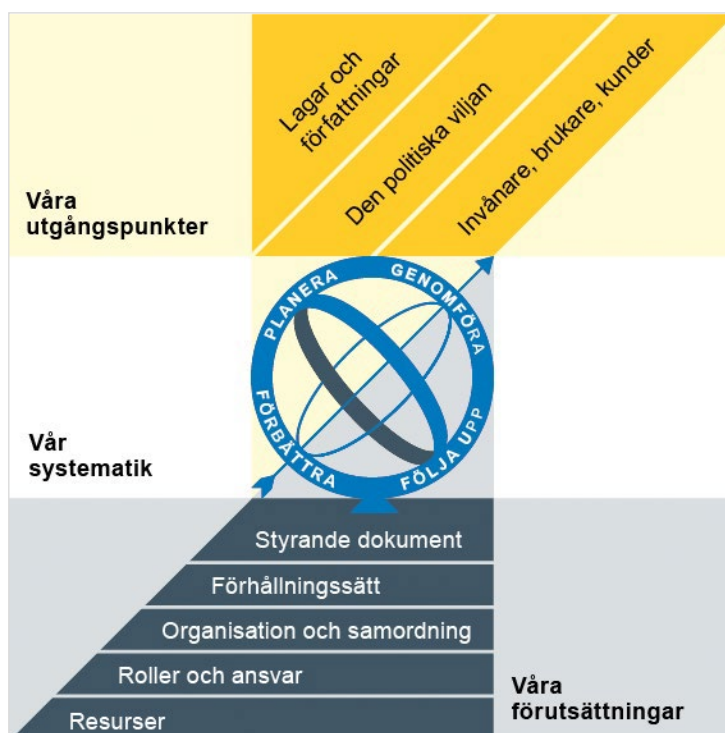 Lagar och
författningar
Den politiska viljan
Invånare, brukare, kunder
Våra
utgångspunkter
PLANERA
GENOMFÖRA
FÖLJA UPP
FÖRBÄTTRA
Vår
systematik
Styrande dokument
Förhållningssätt
Organisation och samordning
Roller och ansvar
Resurser
Våra
förutsättningar